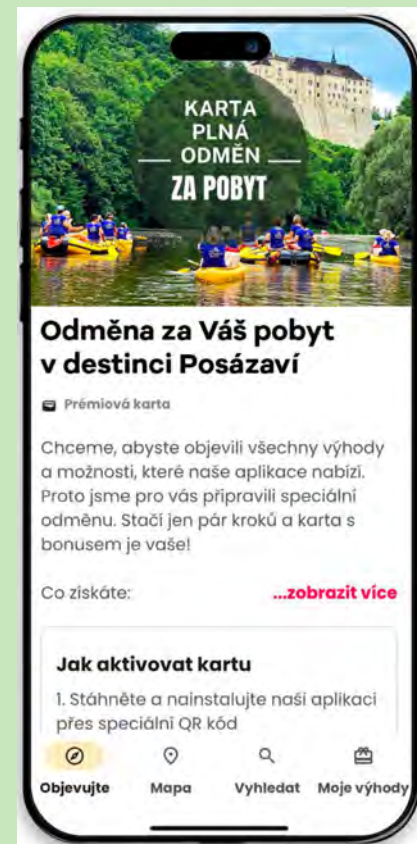 KARTA
PLNÁ
ODMĚN
ZA POBYT
Odměna za Váš pobyt
v destinci Posázaví
Prémiová karta
Chceme, abyste objevili všechny výhody
a možnosti, které naše aplikace nabízí.
Proto jsme pro vás připravili speciální
odměnu. Stačí jen pár kroků a karta s
bonusem je vaše!
Co získáte: ...zobrazit více
Jak aktivovat kartu
1. Stáhněte a nainstalujte naší aplikaci
přes speciální QR kód
Objevujte Mapa Vyhledat Moje výhody